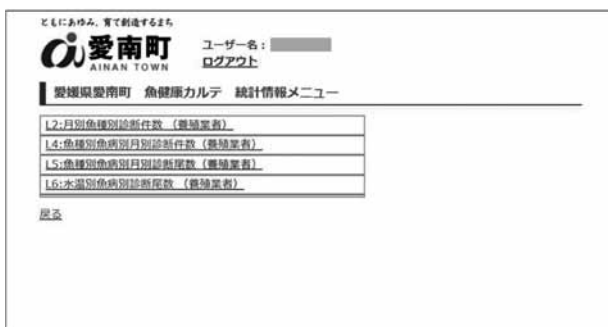 ともにあゆみ，育て創造するまち
愛南町
AINAN TOWN
ユーザー名：
ログアウト
愛媛県愛南町　魚健康カルテ　統計情報メニュー
L2:月別魚種別診断件数（養殖業者）
L4:魚種別魚病別月別診断件数（養殖業者）
L5:魚種別魚病別月別診断尾数（養殖業者）
L6:水温別魚病別診断尾数 （養殖業者）
戻る